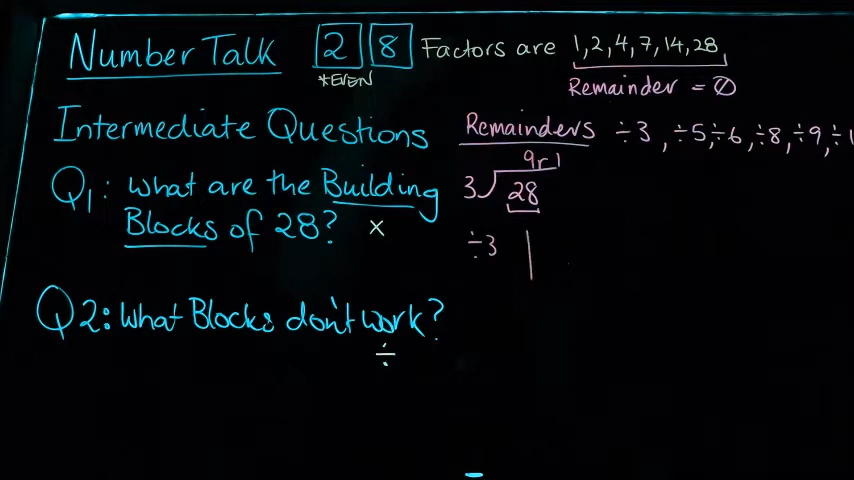 Number Talk 28 Factors are 1,2,4,7,14,28
*EVEN
Remainder = 0
Intermediate Questions
Remainders ÷3, ÷5, ÷6, ÷8, ÷9, ÷1
9r1
Q1: what are the Building
3 28
Blocks of 28? x
÷3
Q2: What Blocks don't work?
÷